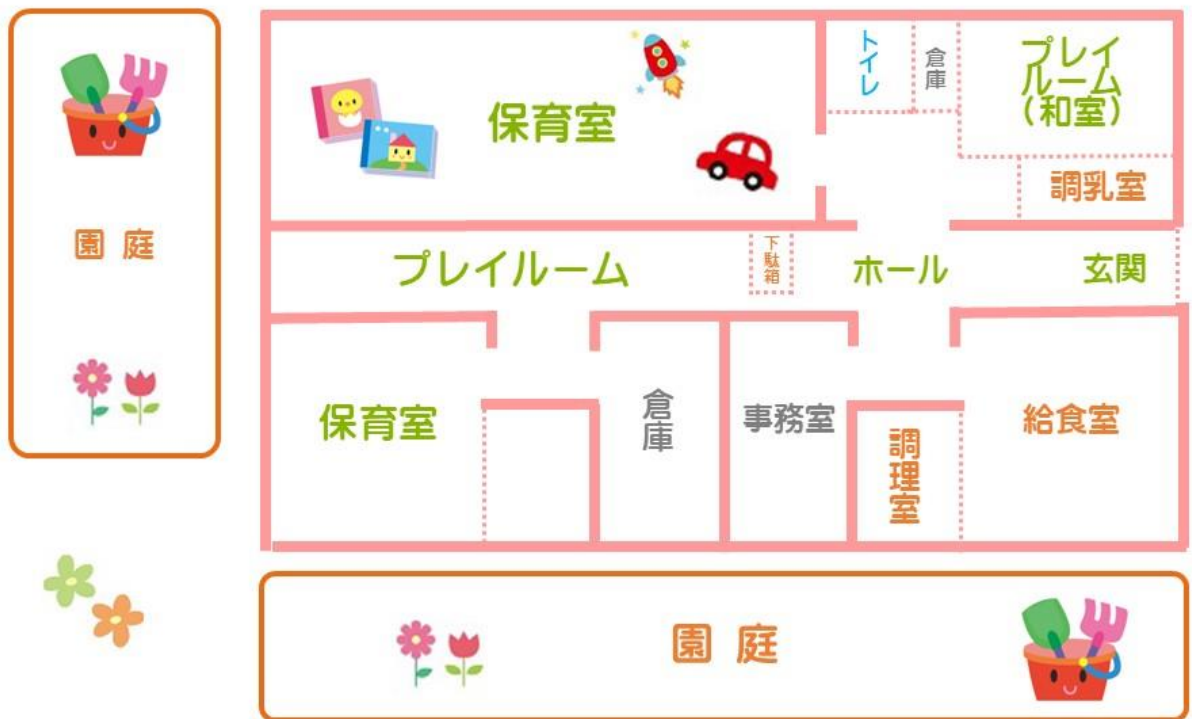 園 庭
保育室
トイレ
倉庫
プレイ
ルーム
(和室)
調乳室
プレイルーム
下駄箱
ホール
玄関
保育室
倉庫
事務室
調理室
給食室
園 庭